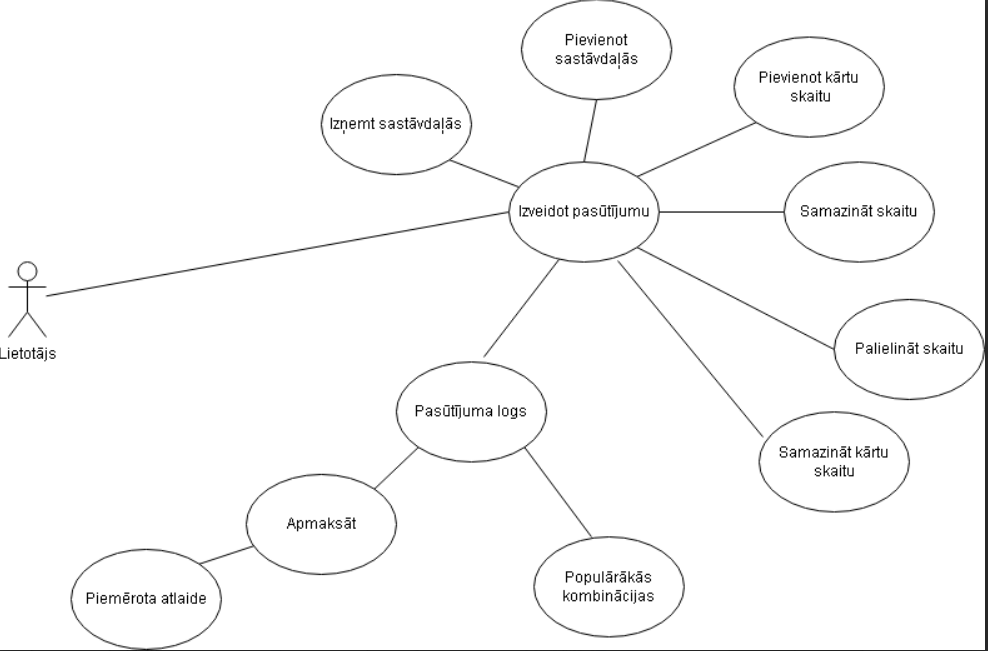 Pievienot
sastāvdaļās
Pievienot kārtu
skaitu
Izņemt sastāvdaļās
Izveidot pasūtījumu
Samazināt skaitu
Lietotājs
Palielināt skaitu
Pasūtījuma logs
Samazināt kārtu
skaitu
Apmaksāt
Populārākās
kombinācijas
Piemērota atlaide